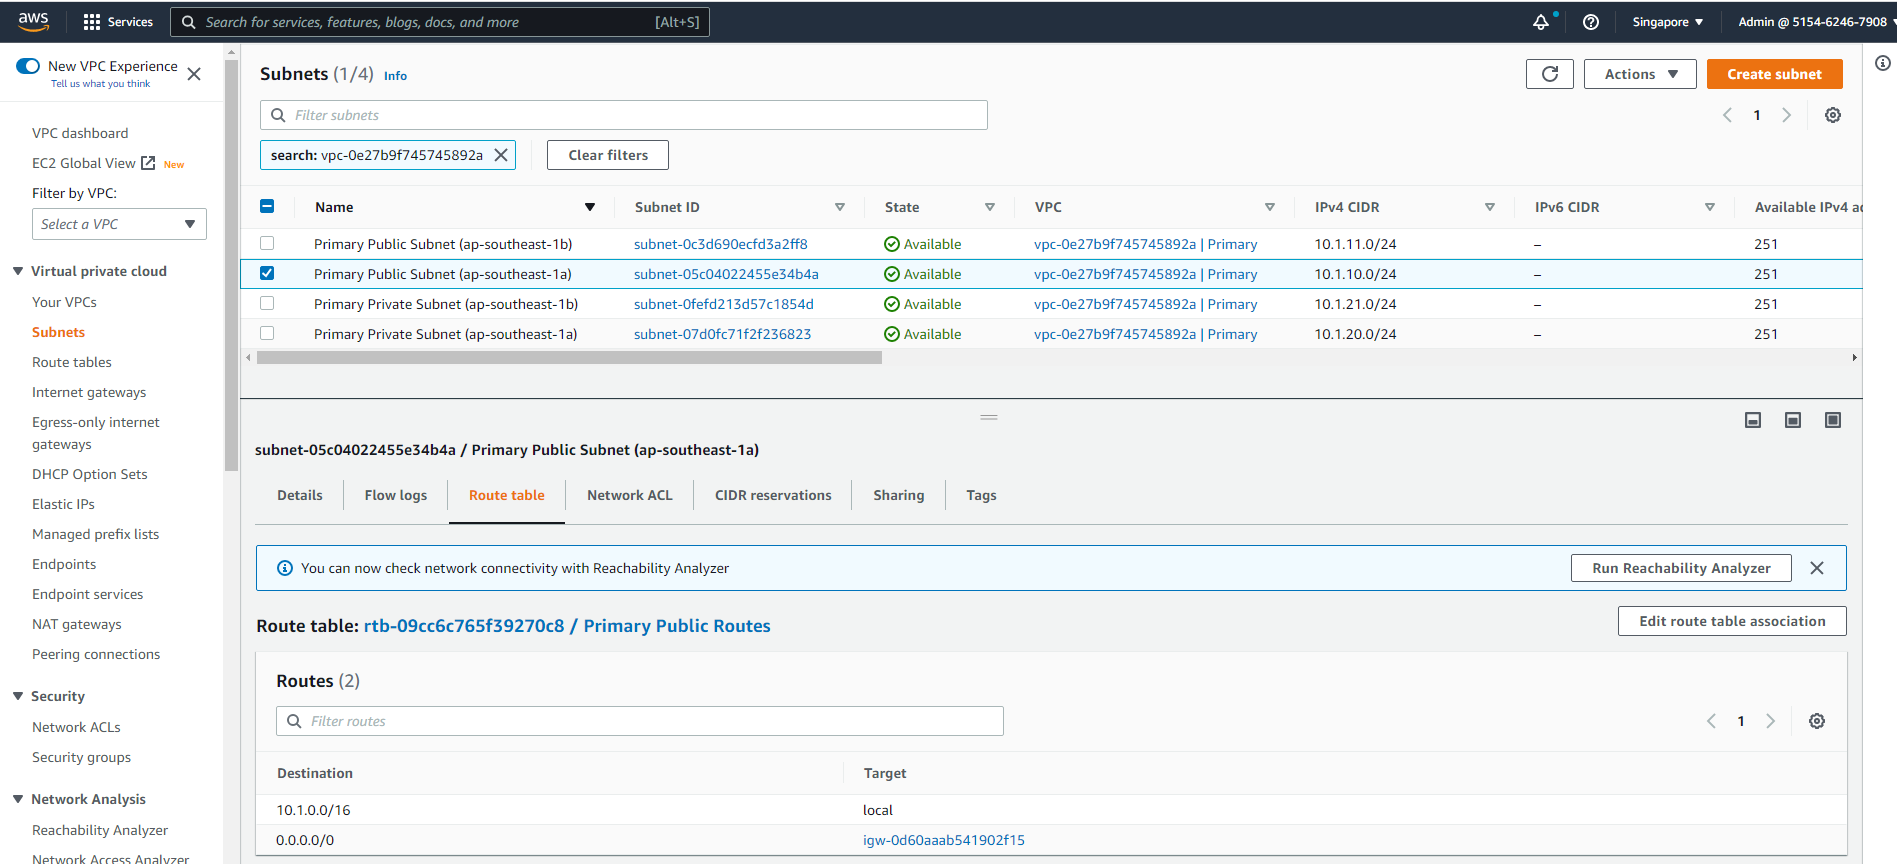 aws Services Search for services, features, blogs, docs, and more [Alt+S] Singapore ▼ Admin @ 5154-6246-7908
New VPC Experience
Tell us what you think
VPC dashboard
EC2 Global View New
Filter by VPC:
Select a VPC
Virtual private cloud
Your VPCs
Subnets
Route tables
Internet gateways
Egress-only internet
gateways
DHCP Option Sets
Elastic IPs
Managed prefix lists
Endpoints
Endpoint services
NAT gateways
Peering connections
Security
Network ACLs
Security groups
Network Analysis
Reachability Analyzer
Network Access Analyzer
Subnets (1/4) Info
Actions Create subnet
Filter subnets
1
search: vpc-0e27b9f745745892a Clear filters
Name Subnet ID State VPC IPv4 CIDR IPv6 CIDR Available IPv4 ad
Primary Public Subnet (ap-southeast-1b) subnet-0c3d690ecfd3a2ff8 Available vpc-0e27b9f745745892a | Primary 10.1.11.0/24 – 251
Primary Public Subnet (ap-southeast-1a) subnet-05c04022455e34b4a Available vpc-0e27b9f745745892a | Primary 10.1.10.0/24 – 251
Primary Private Subnet (ap-southeast-1b) subnet-0fefd213d57c1854d Available vpc-0e27b9f745745892a | Primary 10.1.21.0/24 – 251
Primary Private Subnet (ap-southeast-1a) subnet-07d0fc71f2f236823 Available vpc-0e27b9f745745892a | Primary 10.1.20.0/24 – 251
subnet-05c04022455e34b4a / Primary Public Subnet (ap-southeast-1a)
Details Flow logs Route table Network ACL CIDR reservations Sharing Tags
You can now check network connectivity with Reachability Analyzer Run Reachability Analyzer
Route table: rtb-09cc6c765f39270c8 / Primary Public Routes Edit route table association
Routes (2)
Filter routes
1
Destination Target
10.1.0.0/16 local
0.0.0.0/0 igw-0d60aaab541902f15